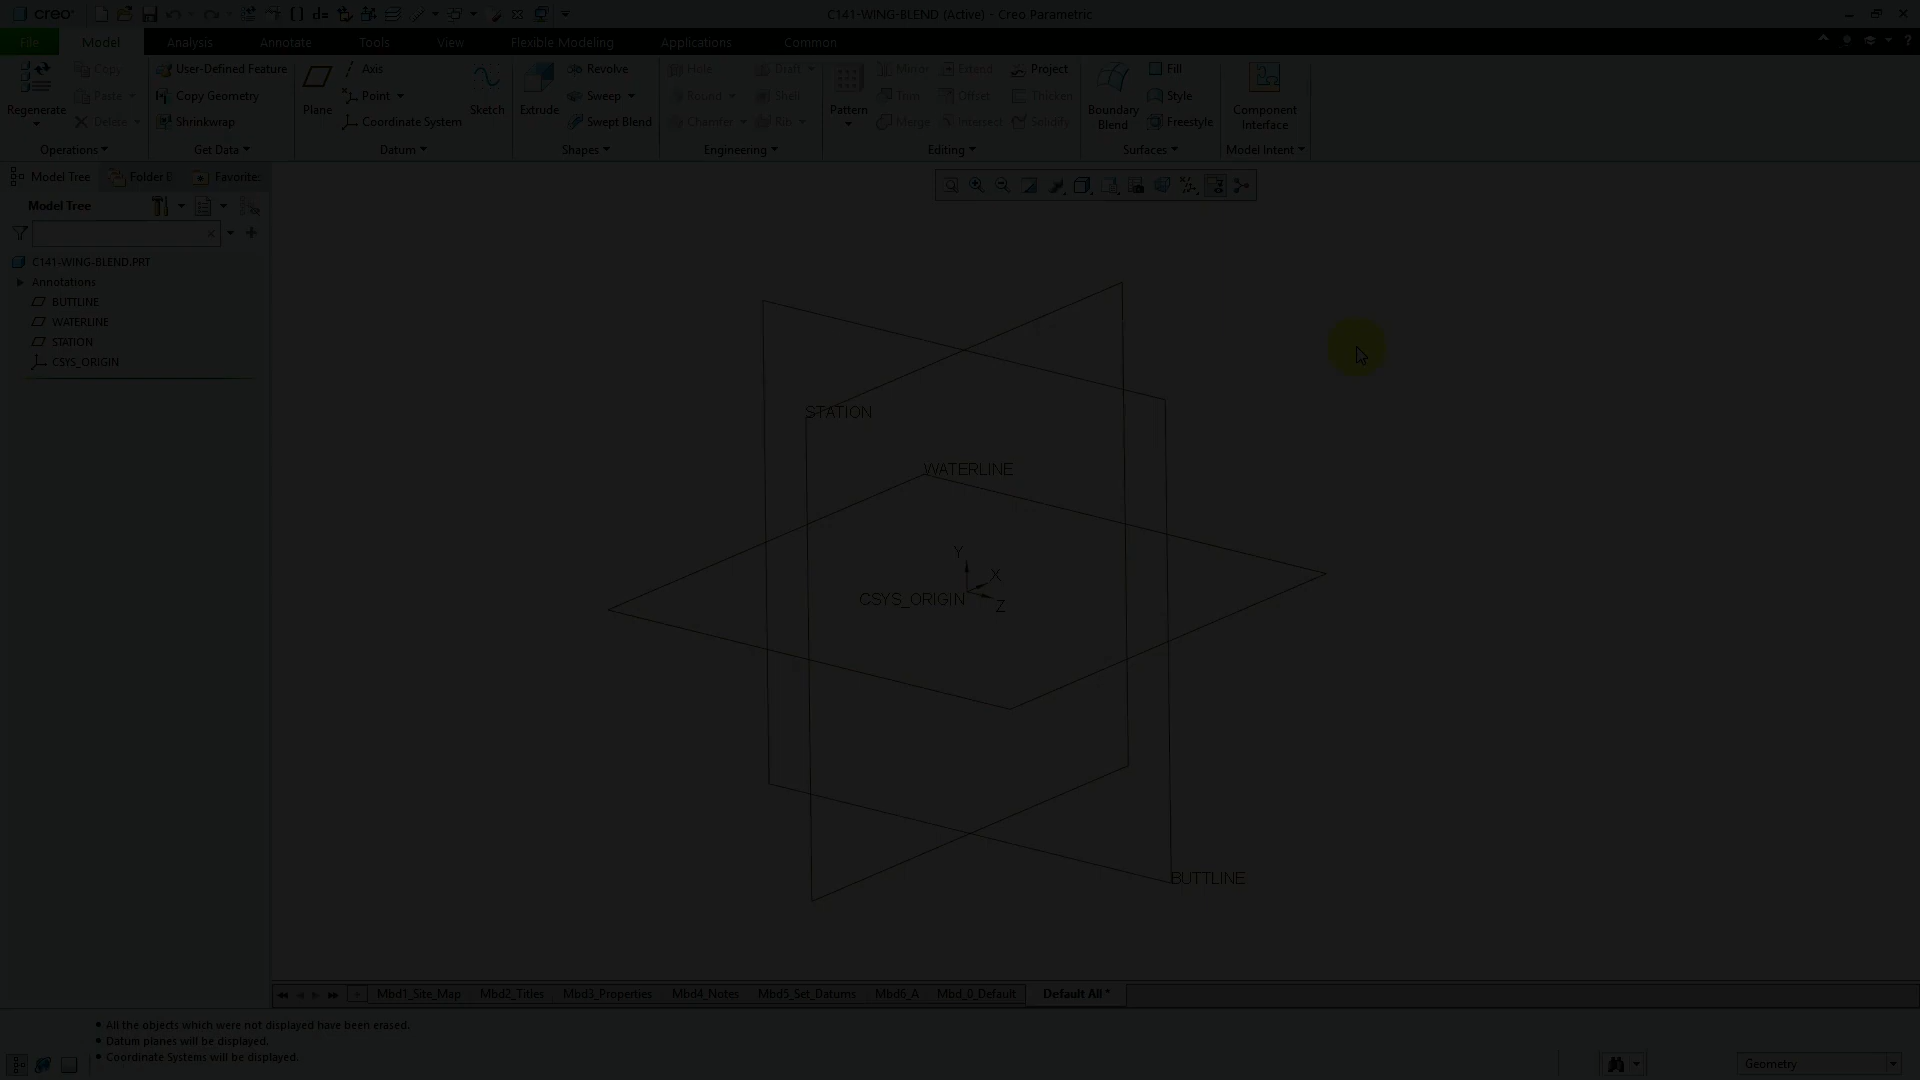 creo
C141-WING-BLEND (Active) - Creo Parametric
File Model Analysis Annotate Tools View Flexible Modeling Applications Common
Regenerate
Copy
Paste
Delete
Operations
User-Defined Feature
Copy Geometry
Shrinkwrap
Get Data
Plane
Axis
Point
Coordinate System
Sketch
Datum
Extrude
Revolve
Sweep
Swept Blend
Shapes
Hole
Draft
Round
Shell
Chamfer
Rib
Engineering
Pattern
Mirror
Extend
Project
Trim
Offset
Thicken
Merge
Intersect
Solidify
Editing
Boundary
Blend
Fill
Style
Freestyle
Surfaces
Component
Interface
Model Intent
Model Tree Folder B Favorite:
Model Tree
C141-WING-BLEND.PRT
Annotations
BUTTLINE
WATERLINE
STATION
CSYS_ORIGIN
STATION
WATERLINE
Y
X
CSYS_ORIGIN
Z
BUTTLINE
Mbd1_Site_Map Mbd2_Titles Mbd3_Properties Mbd4_Notes Mbd5_Set_Datums Mbd6_A Mbd_0_Default Default All *
• All the objects which were not displayed have been erased.
• Datum planes will be displayed.
• Coordinate Systems will be displayed.
Geometry